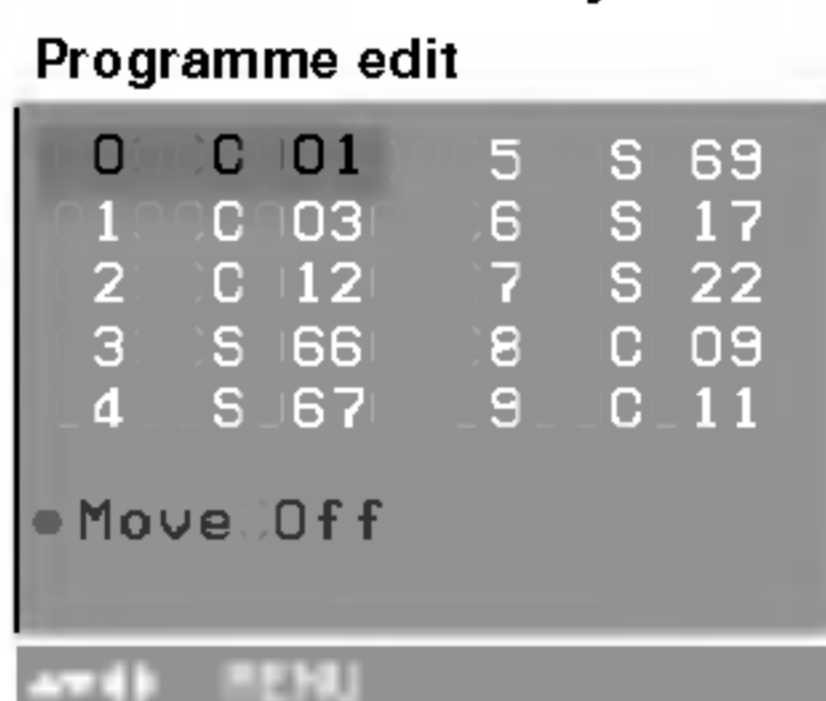 Programme edit
0 C 01 5 S 69
1 C 03 6 S 17
2 C 12 7 S 22
3 S 66 8 C 09
4 S 67 9 C 11
Move Off
MENU